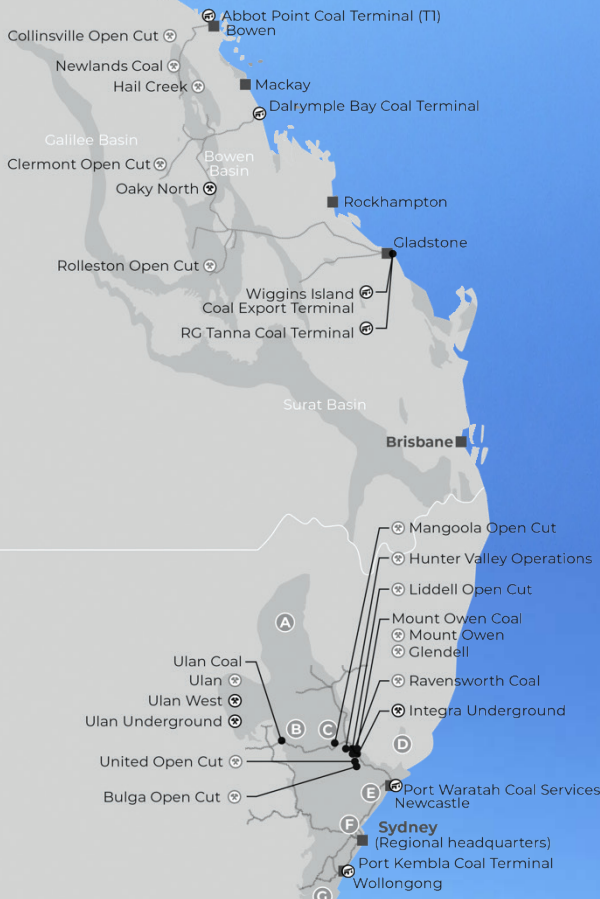 Abbot Point Coal Terminal (T1)
Bowen
Collinsville Open Cut
Newlands Coal
Hail Creek
Mackay
Dalrymple Bay Coal Terminal
Galilee Basin
Bowen
Basin
Clermont Open Cut
Oaky North
Rockhampton
Gladstone
Rolleston Open Cut
Wiggins Island
Coal Export Terminal
RG Tanna Coal Terminal
Surat Basin
Brisbane
Mangoola Open Cut
Hunter Valley Operations
Liddell Open Cut
Mount Owen Coal
Mount Owen
Glendell
Ravensworth Coal
Integra Underground
A
Ulan Coal
Ulan
Ulan West
Ulan Underground
B
C
D
United Open Cut
Bulga Open Cut
E
Port Waratah Coal Services
Newcastle
F
Sydney
(Regional headquarters)
Port Kembla Coal Terminal
Wollongong
G